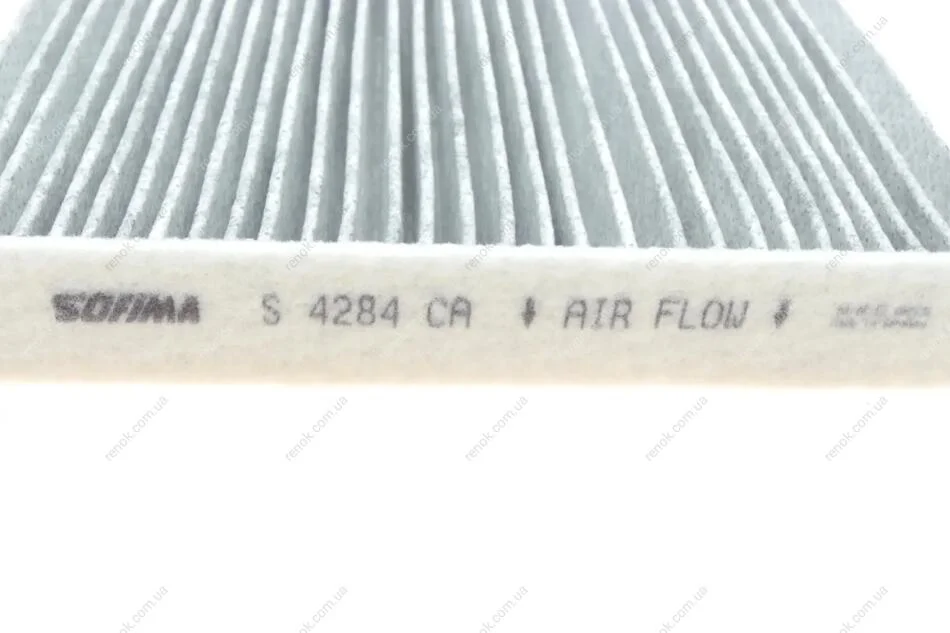 SOFIMA S 4284 CA ↓ AIR FLOW ↓
renok.com.ua